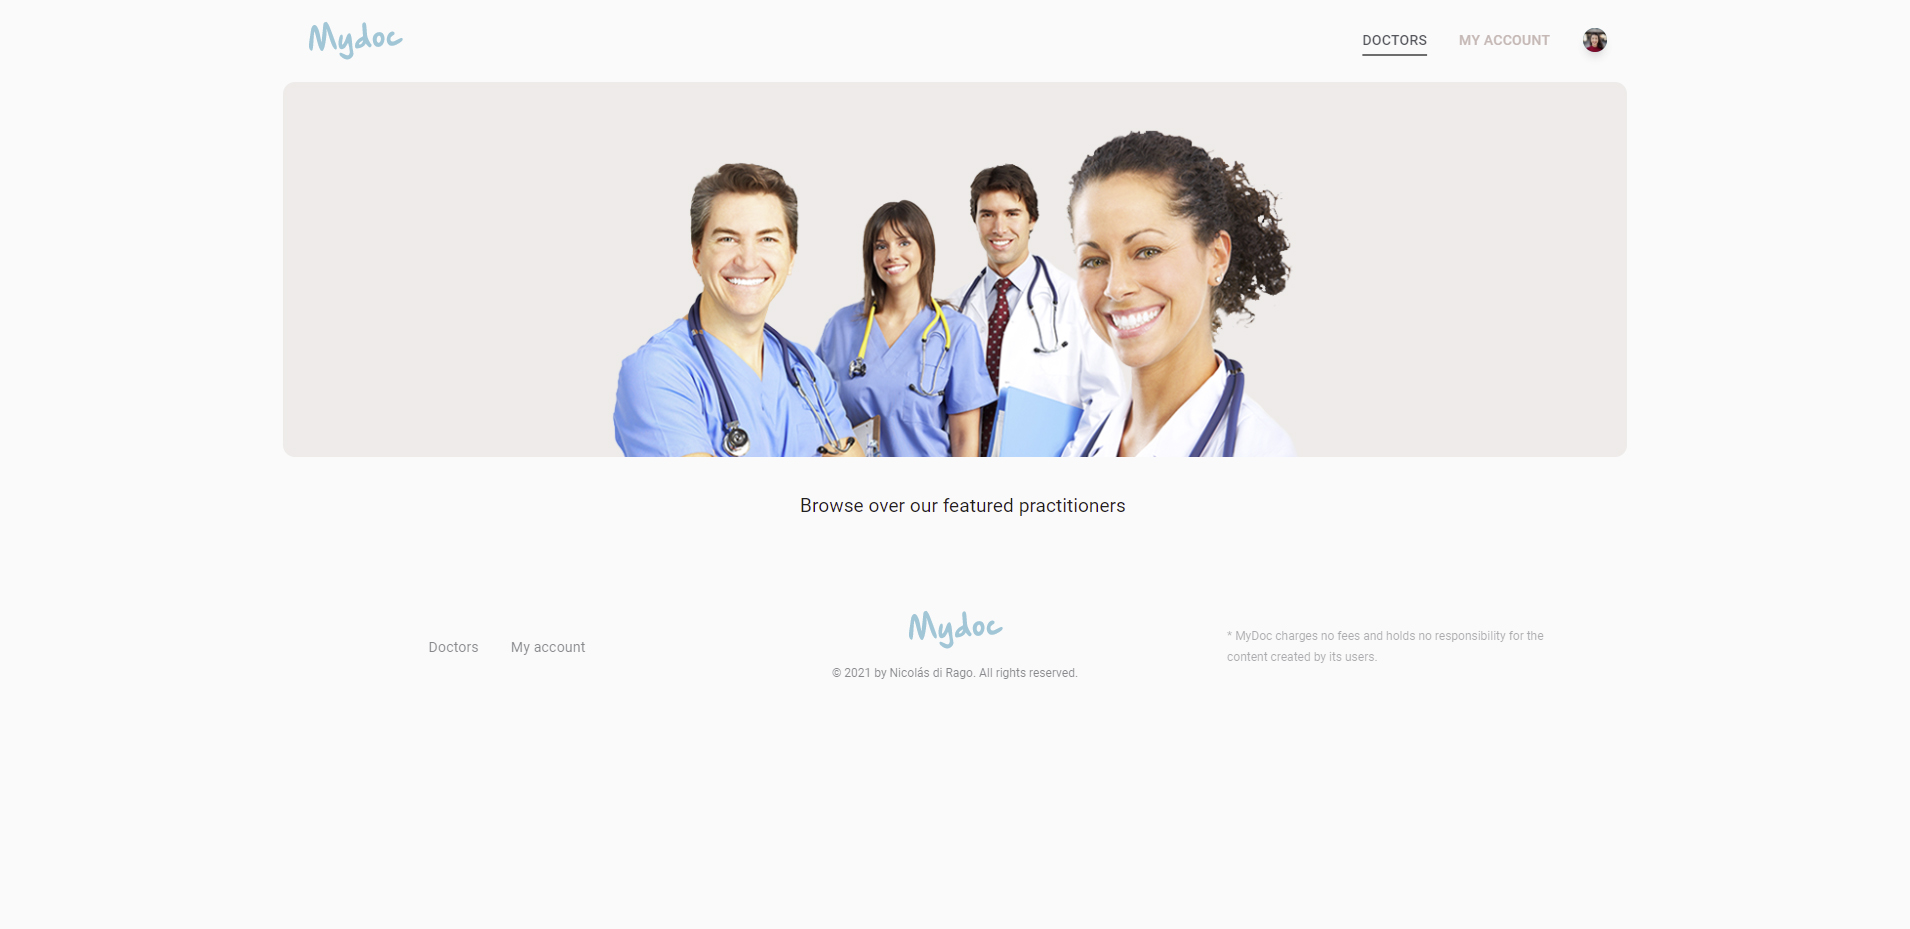 Mydoc
DOCTORS
MY ACCOUNT
Browse over our featured practitioners
Doctors
My account
Mydoc
© 2021 by Nicolás di Rago. All rights reserved.
* MyDoc charges no fees and holds no responsibility for the
content created by its users.